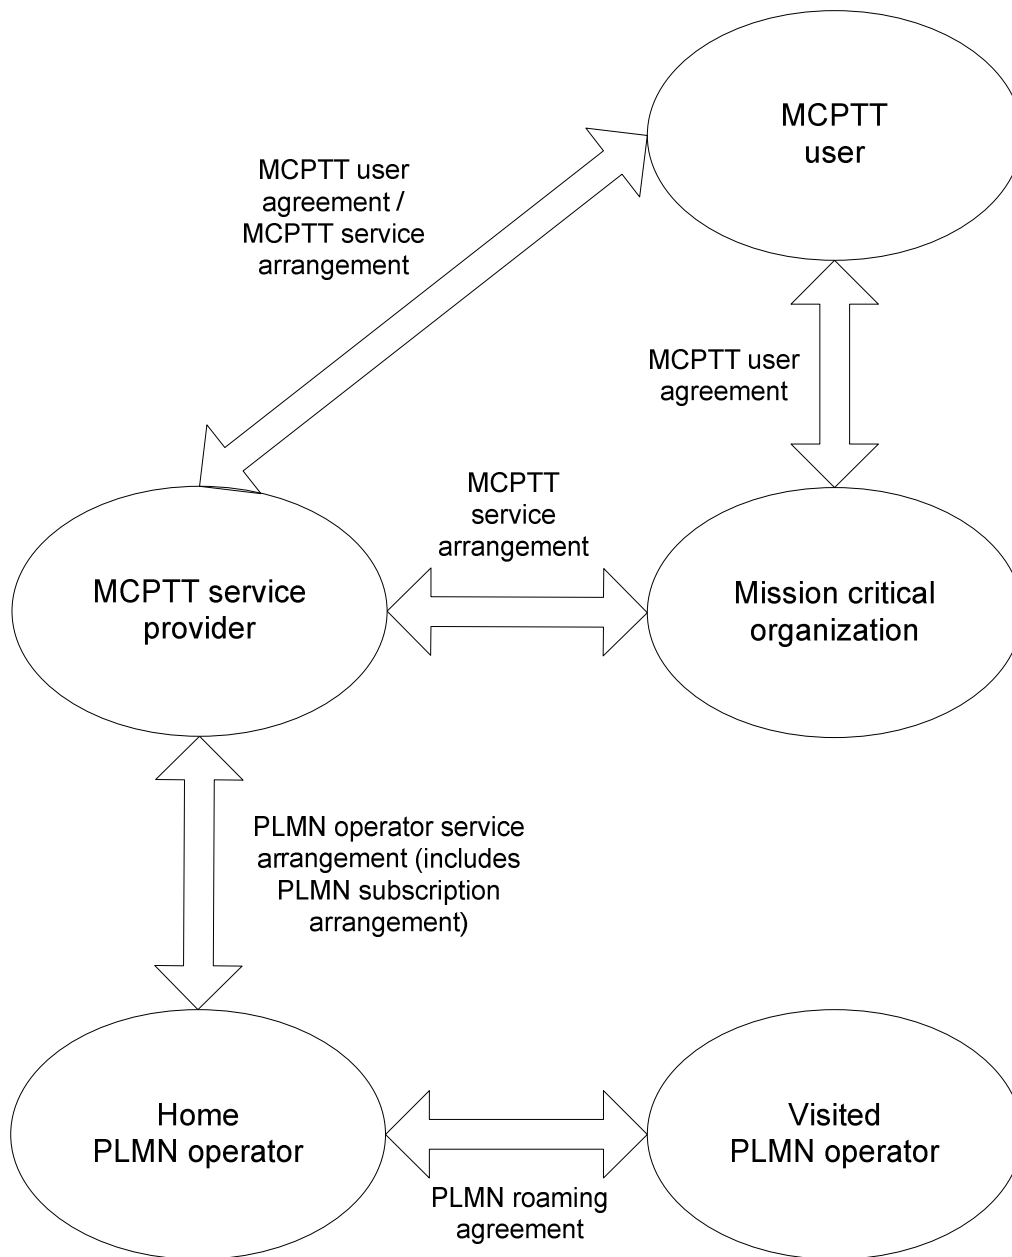 MCPTT
user
MCPTT user
agreement /
MCPTT service
arrangement
MCPTT user
agreement
MCPTT
service
arrangement
MCPTT service
provider
Mission critical
organization
PLMN operator service
arrangement (includes
PLMN subscription
arrangement)
Home
PLMN operator
Visited
PLMN operator
PLMN roaming
agreement